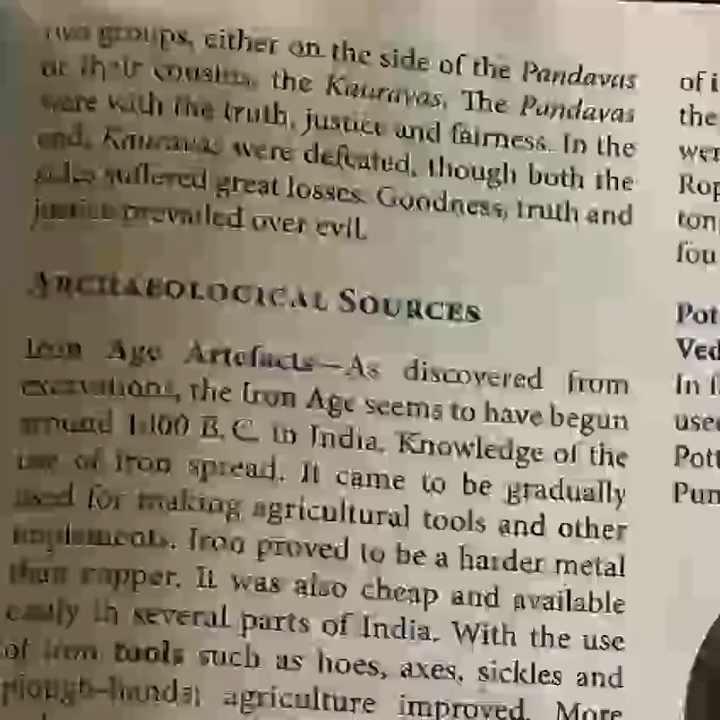 two groups, either on the side of the Pandavas
or their cousins, the Kauravas. The Pandavas
were with the truth, justice and fairness. In the
end, Kauravas were defeated, though both the
sides suffered great losses. Goodness, truth and
justice prevailed over evil.
ARCHAEOLOGICAL SOURCES
Iron Age Artefacts—As discovered from
excavations, the Iron Age seems to have begun
around B.C. in India. Knowledge of the
use of iron spread. It came to be gradually
used for making agricultural tools and other
implements. Iron proved to be a harder metal
than copper. It was also cheap and available
easily in several parts of India. With the use
of iron tools such as hoes, axes, sickles and
agriculture improved. More
of i
the
wer
Rop
ton
fou
Pot
Ved
In
use
Pott
Pun